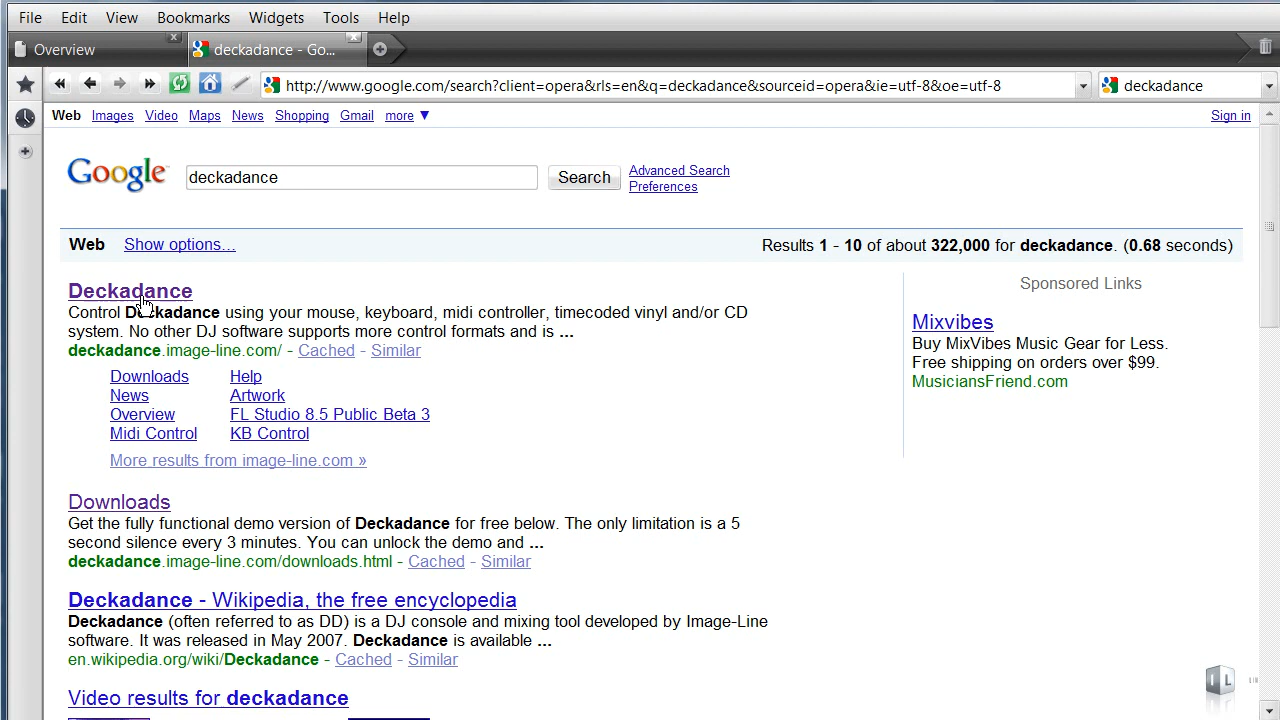 File Edit View Bookmarks Widgets Tools Help
Overview deckadance - Go...
http://www.google.com/search?client=opera&rls=en&q=deckadance&sourceid=opera&ie=utf-8&oe=utf-8 deckadance
Web Images Video Maps News Shopping Gmail more ▼ Sign in
Google deckadance Search Advanced Search
Preferences
Web Show options... Results 1 - 10 of about 322,000 for deckadance. (0.68 seconds)
Deckadance
Control Deckadance using your mouse, keyboard, midi controller, timecoded vinyl and/or CD
system. No other DJ software supports more control formats and is ...
deckadance.image-line.com/ - Cached - Similar
Downloads Help
News Artwork
Overview FL Studio 8.5 Public Beta 3
Midi Control KB Control
More results from image-line.com »
Downloads
Get the fully functional demo version of Deckadance for free below. The only limitation is a 5
second silence every 3 minutes. You can unlock the demo and ...
deckadance.image-line.com/downloads.html - Cached - Similar
Deckadance - Wikipedia, the free encyclopedia
Deckadance (often referred to as DD) is a DJ console and mixing tool developed by Image-Line
software. It was released in May 2007. Deckadance is available ...
en.wikipedia.org/wiki/Deckadance - Cached - Similar
Video results for deckadance
Sponsored Links
Mixvibes
Buy MixVibes Music Gear for Less.
Free shipping on orders over $99.
MusiciansFriend.com
IL